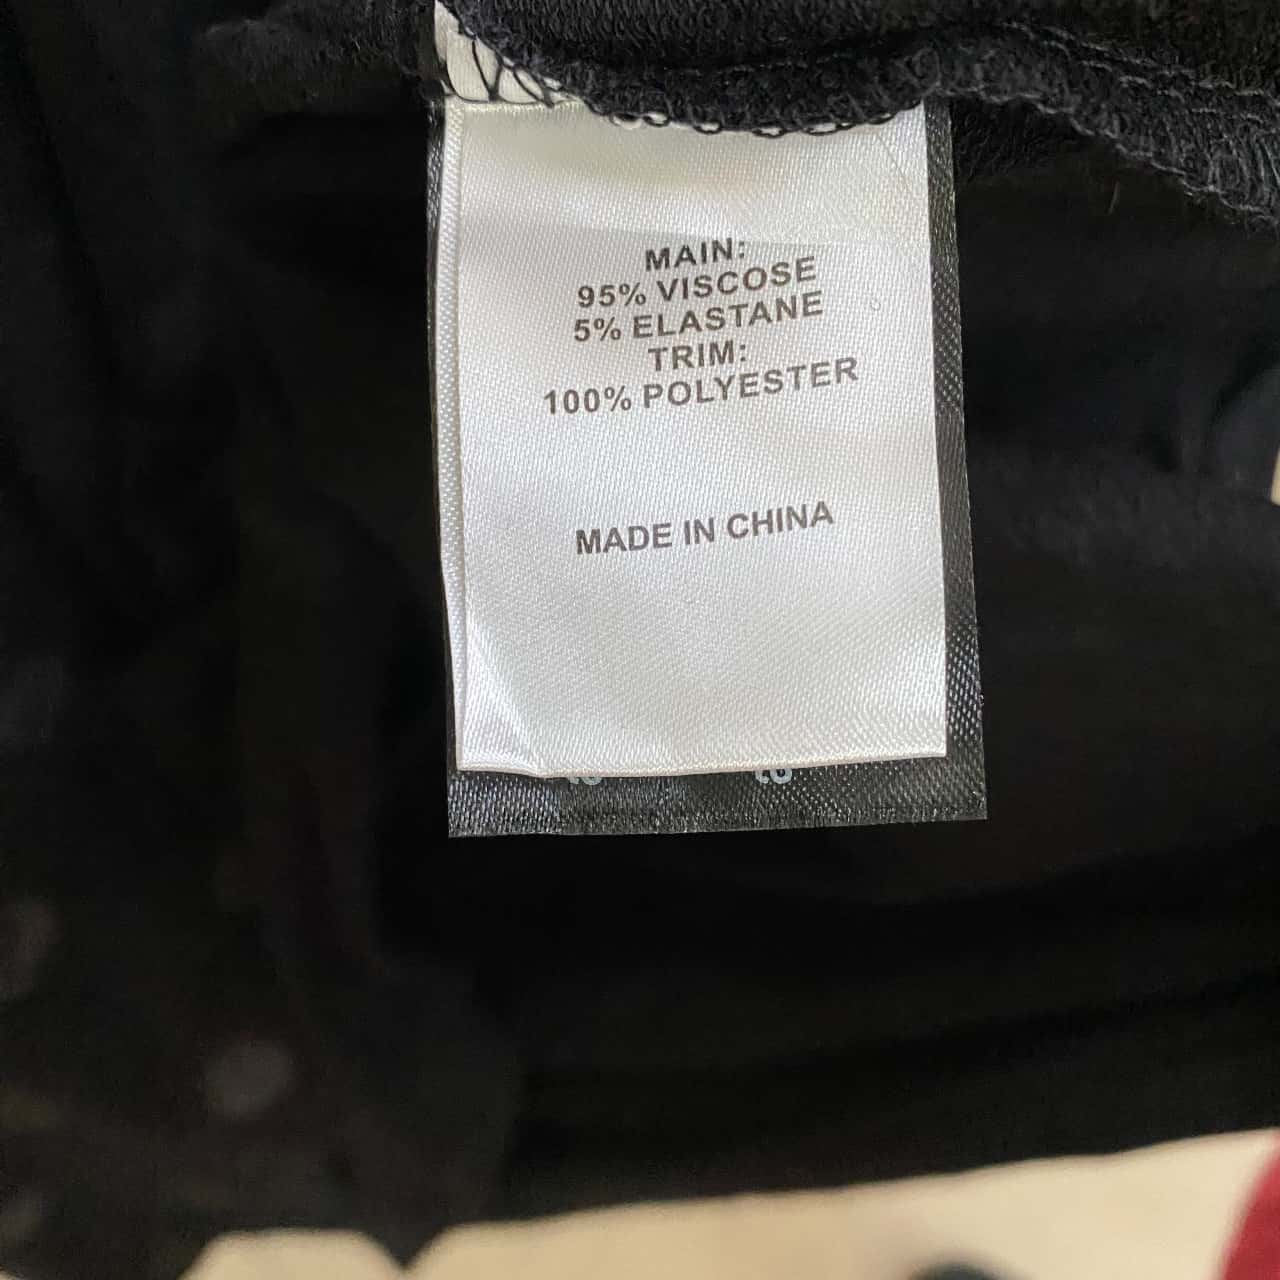 MAIN:
95% VISCOSE
5% ELASTANE
TRIM:
100% POLYESTER
MADE IN CHINA